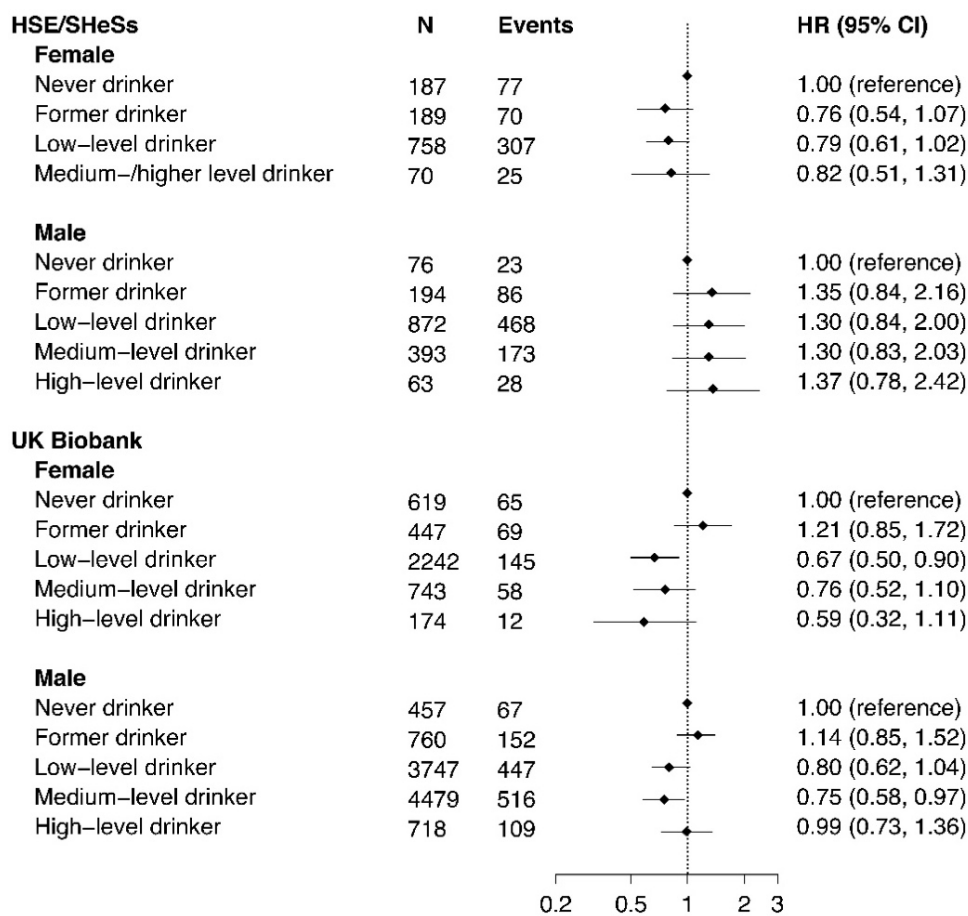 HSE/SHeSs N Events HR (95% CI)
Female
Never drinker 187 77 1.00 (reference)
Former drinker 189 70 0.76 (0.54, 1.07)
Low−level drinker 758 307 0.79 (0.61, 1.02)
Medium−/higher level drinker 70 25 0.82 (0.51, 1.31)
Male
Never drinker 76 23 1.00 (reference)
Former drinker 194 86 1.35 (0.84, 2.16)
Low−level drinker 872 468 1.30 (0.84, 2.00)
Medium−level drinker 393 173 1.30 (0.83, 2.03)
High−level drinker 63 28 1.37 (0.78, 2.42)
UK Biobank
Female
Never drinker 619 65 1.00 (reference)
Former drinker 447 69 1.21 (0.85, 1.72)
Low−level drinker 2242 145 0.67 (0.50, 0.90)
Medium−level drinker 743 58 0.76 (0.52, 1.10)
High−level drinker 174 12 0.59 (0.32, 1.11)
Male
Never drinker 457 67 1.00 (reference)
Former drinker 760 152 1.14 (0.85, 1.52)
Low−level drinker 3747 447 0.80 (0.62, 1.04)
Medium−level drinker 4479 516 0.75 (0.58, 0.97)
High−level drinker 718 109 0.99 (0.73, 1.36)
0.2 0.5 1 2 3